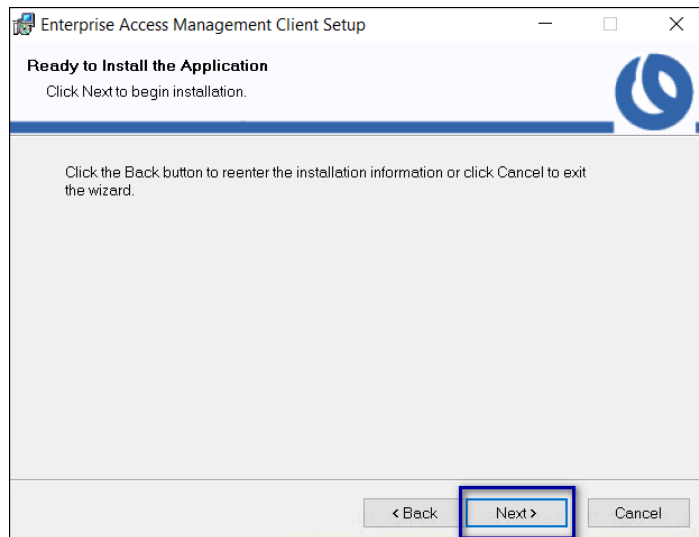 Enterprise Access Management Client Setup
Ready to Install the Application
Click Next to begin installation.
Click the Back button to reenter the installation information or click Cancel to exit
the wizard.
< Back
Next >
Cancel